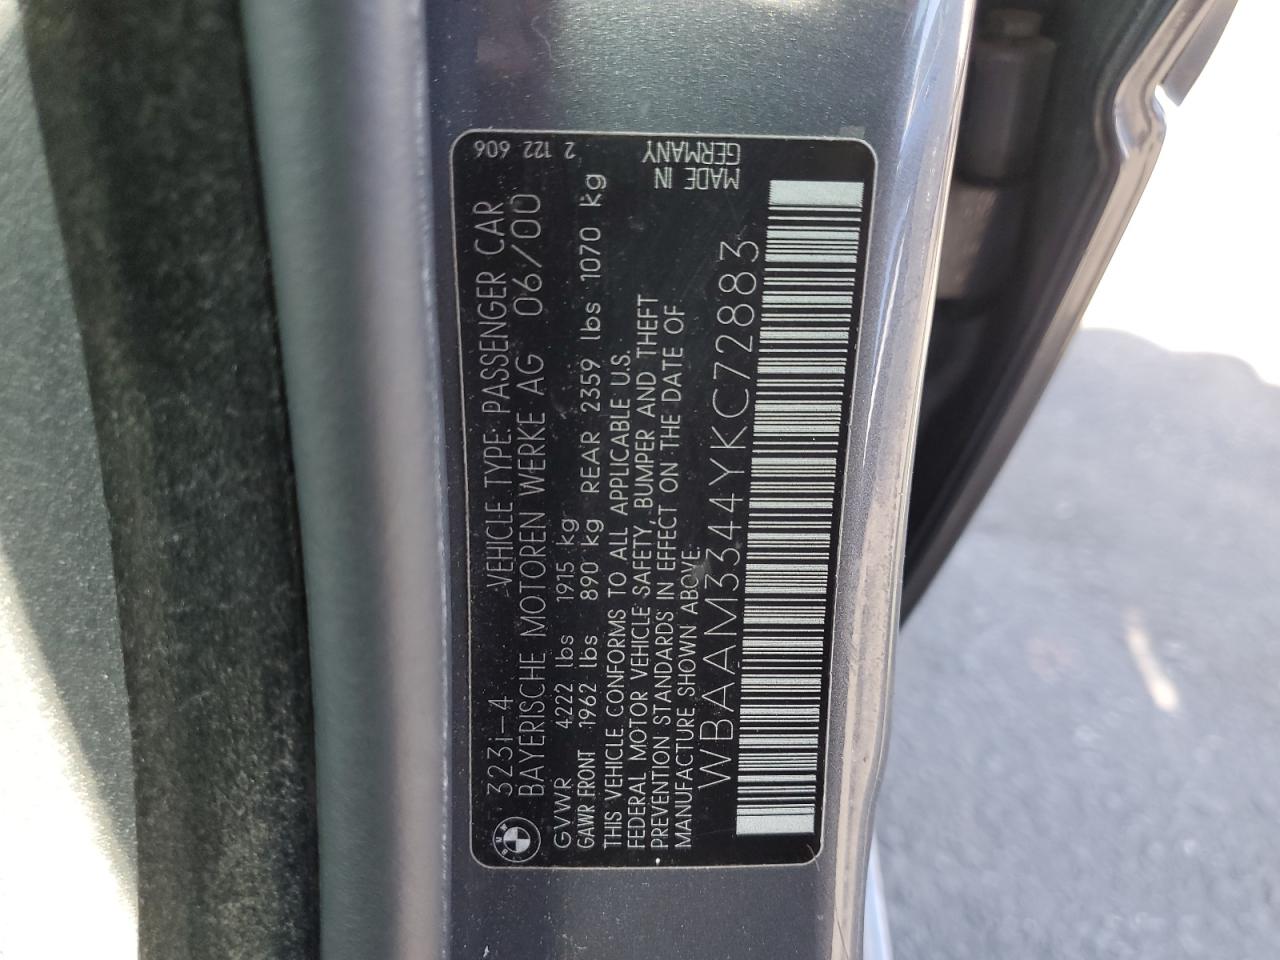 323i-4 VEHICLE TYPE: PASSENGER CAR
BAYERISCHE MOTOREN WERKE AG 06/00
GVWR 4222 lbs 1915 kg
GAWR FRONT 1962 lbs 890 kg REAR 2359 lbs 1070 kg
THIS VEHICLE CONFORMS TO ALL APPLICABLE U.S.
FEDERAL MOTOR VEHICLE SAFETY, BUMPER AND THEFT
PREVENTION STANDARDS IN EFFECT ON THE DATE OF
MANUFACTURE SHOWN ABOVE.
WBAAM3344YKC72883
2 122 606
MADE IN
GERMANY
BMW